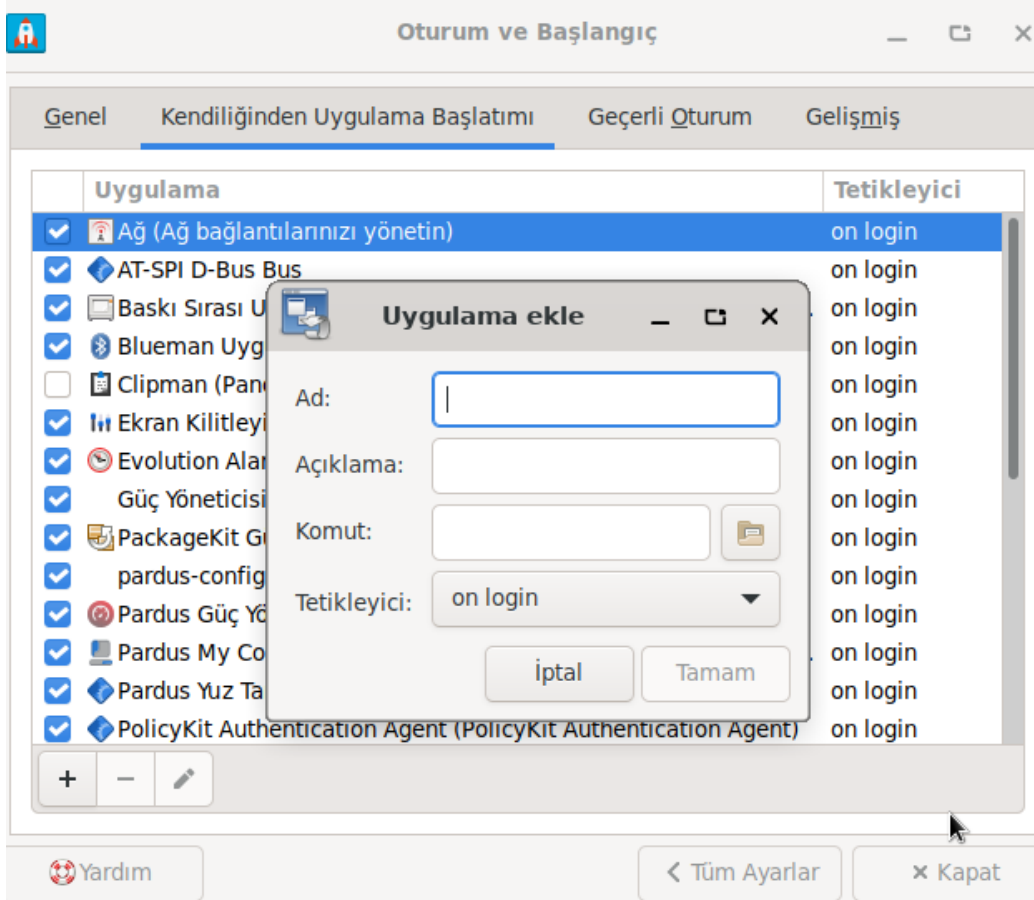 Oturum ve Başlangıç
Genel Kendiliğinden Uygulama Başlatımı Geçerli Oturum Gelişmiş
Uygulama Tetikleyici
Ağ (Ağ bağlantılarınızı yönetin) on login
AT-SPI D-Bus Bus on login
Baskı Sırası U on login
Blueman Uyg on login
Clipman (Pan on login
Ekran Kilitleyi on login
Evolution Alar on login
Güç Yöneticisi on login
PackageKit G on login
pardus-config on login
Pardus Güç Yö on login
Pardus My Co on login
Pardus Yuz Ta on login
PolicyKit Authentication Agent (PolicyKit Authentication Agent) on login
Uygulama ekle
Ad:
Açıklama:
Komut:
Tetikleyici: on login
İptal Tamam
Yardım Tüm Ayarlar Kapat